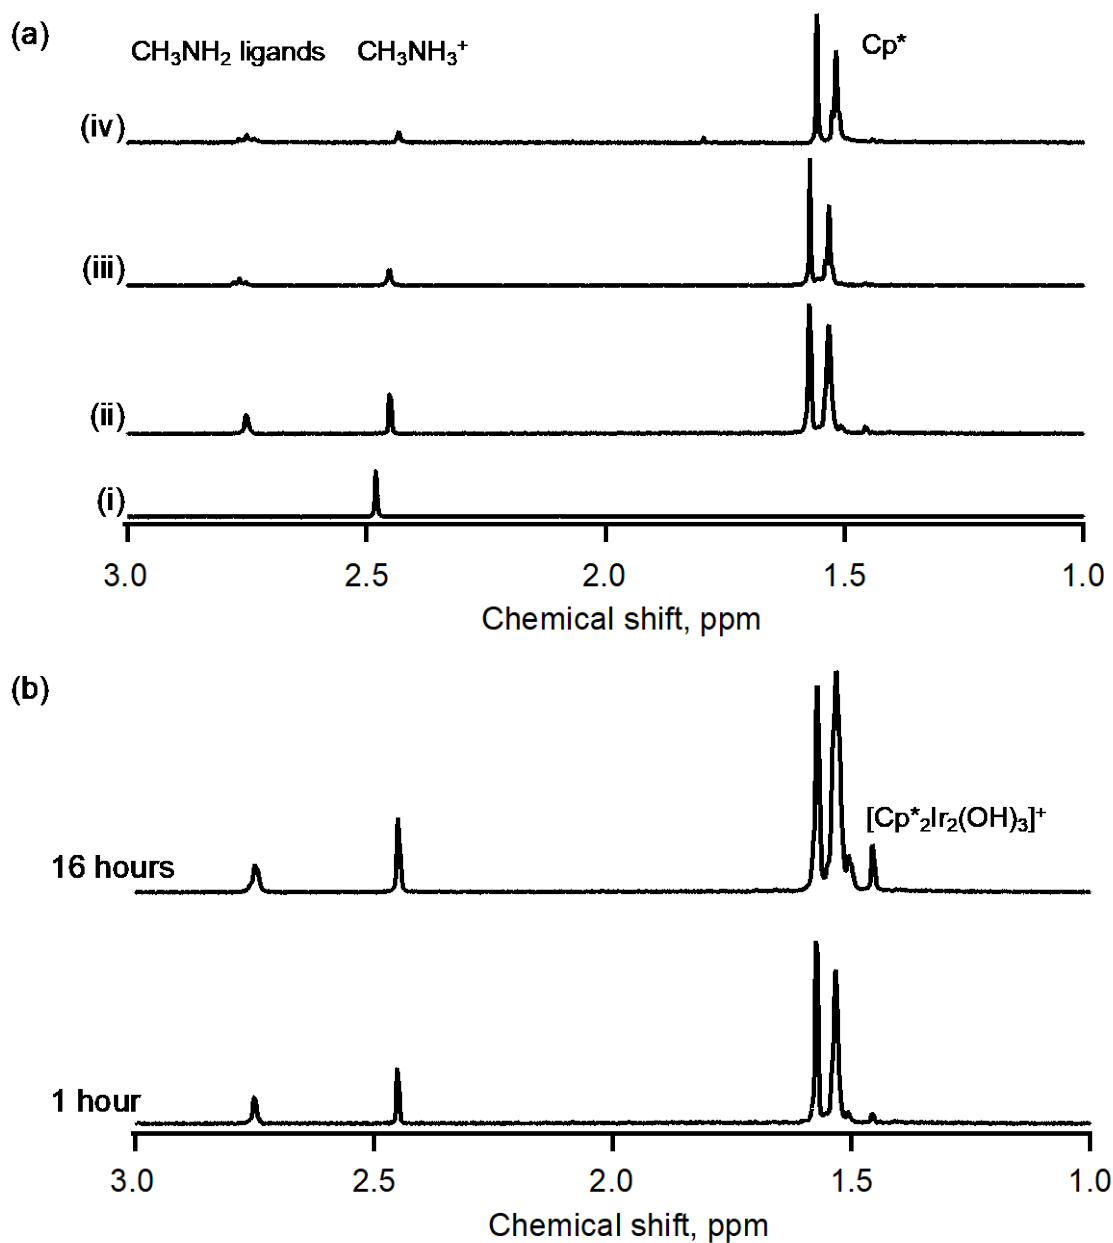 (a)
CH₃NH₂ ligands CH₃NH₃⁺ Cp*
(iv)
(iii)
(ii)
(i)
3.0 2.5 2.0 1.5 1.0
Chemical shift, ppm
(b)
[Cp*₂Ir₂(OH)₃]⁺
16 hours
1 hour
3.0 2.5 2.0 1.5 1.0
Chemical shift, ppm